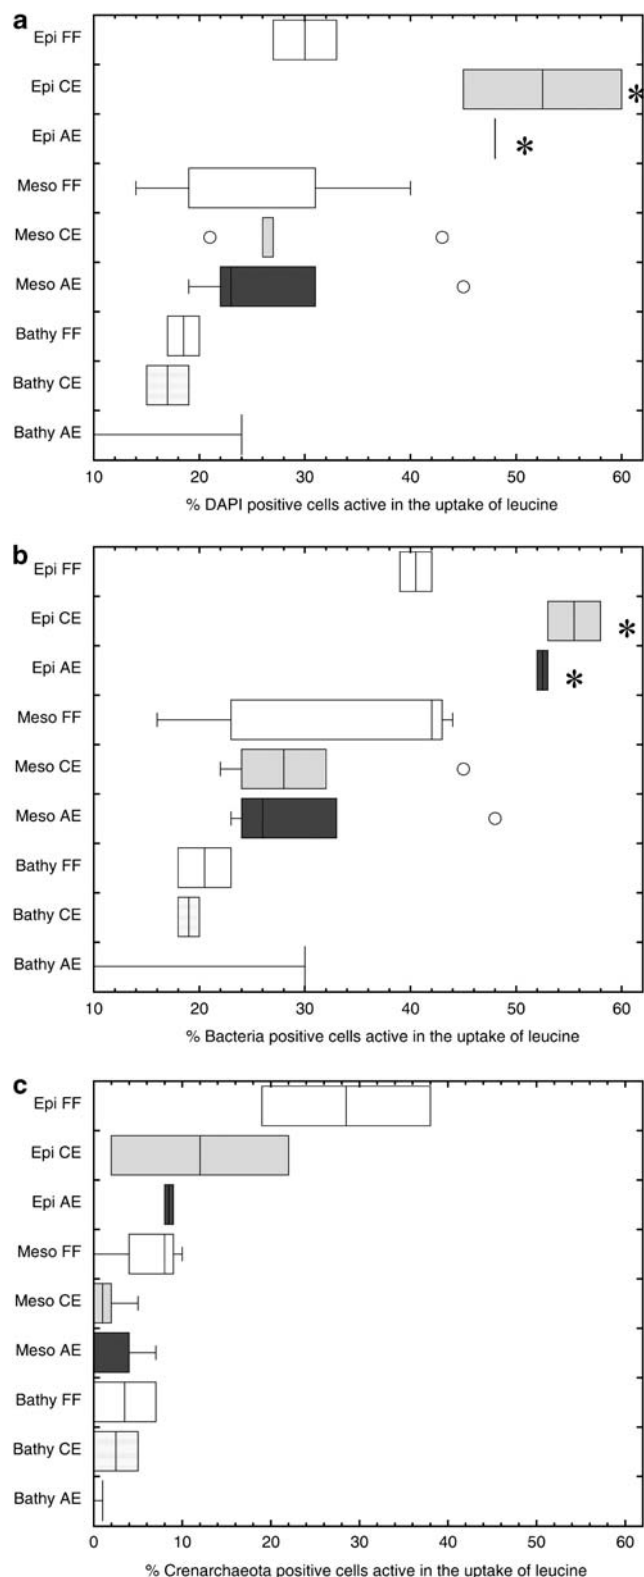 a
Epi FF
Epi CE
*
Epi AE
*
Meso FF
Meso CE
Meso AE
Bathy FF
Bathy CE
Bathy AE
10 20 30 40 50 60
% DAPI positive cells active in the uptake of leucine
b
Epi FF
Epi CE
*
Epi AE
*
Meso FF
Meso CE
Meso AE
Bathy FF
Bathy CE
Bathy AE
10 20 30 40 50 60
% Bacteria positive cells active in the uptake of leucine
c
Epi FF
Epi CE
Epi AE
Meso FF
Meso CE
Meso AE
Bathy FF
Bathy CE
Bathy AE
0 10 20 30 40 50 60
% Crenarchaeota positive cells active in the uptake of leucine